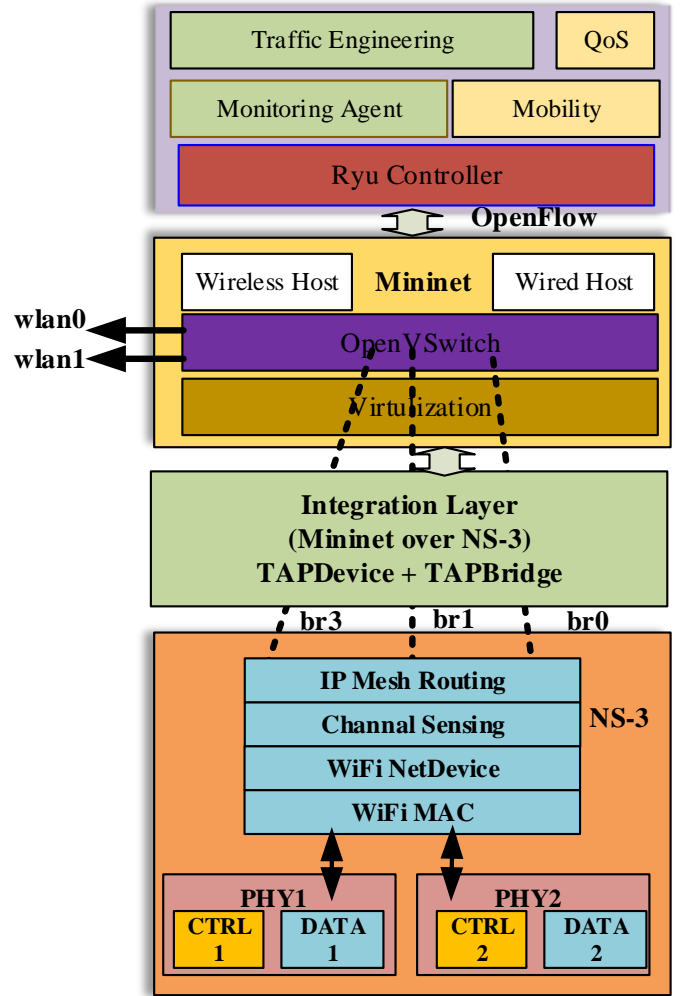 Traffic Engineering
QoS
Monitoring Agent
Mobility
Ryu Controller
OpenFlow
Wireless Host
Mininet
Wired Host
wlan0
OpenVSwitch
wlan1
Virtulization
Integration Layer
(Mininet over NS-3)
TAPDevice + TAPBridge
br3
br1
br0
IP Mesh Routing
NS-3
Channal Sensing
WiFi NetDevice
WiFi MAC
PHY1
PHY2
CTRL
1
DATA
1
CTRL
2
DATA
2